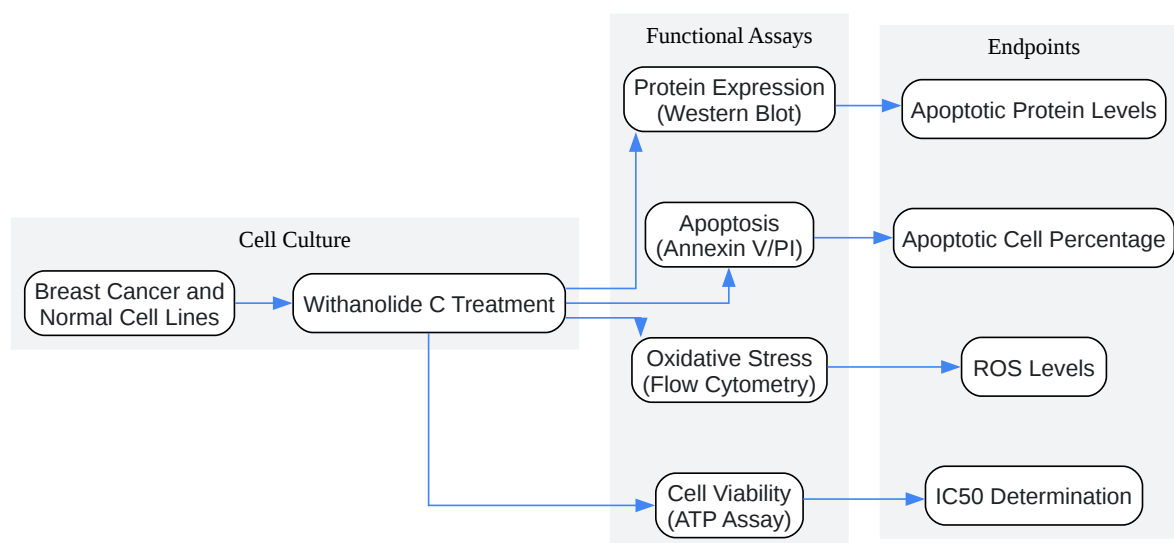 Functional Assays
Endpoints
Protein Expression
(Western Blot)
Apoptotic Protein Levels
Cell Culture
Apoptosis
(Annexin V/PI)
Apoptotic Cell Percentage
Breast Cancer and
Normal Cell Lines
Withanolide C Treatment
Oxidative Stress
(Flow Cytometry)
ROS Levels
Cell Viability
(ATP Assay)
IC50 Determination